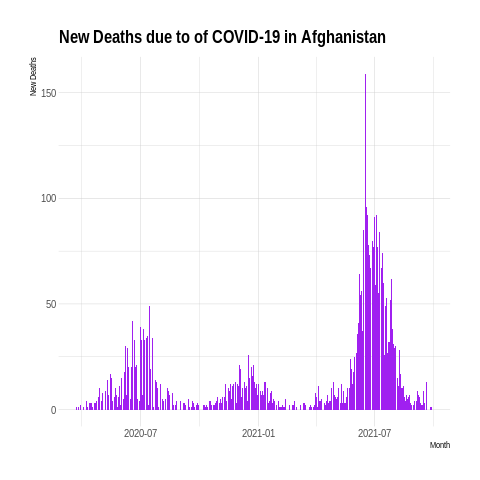 New Deaths due to of COVID-19 in Afghanistan
New Deaths
150
100
50
0
2020-07 2021-01 2021-07
Month